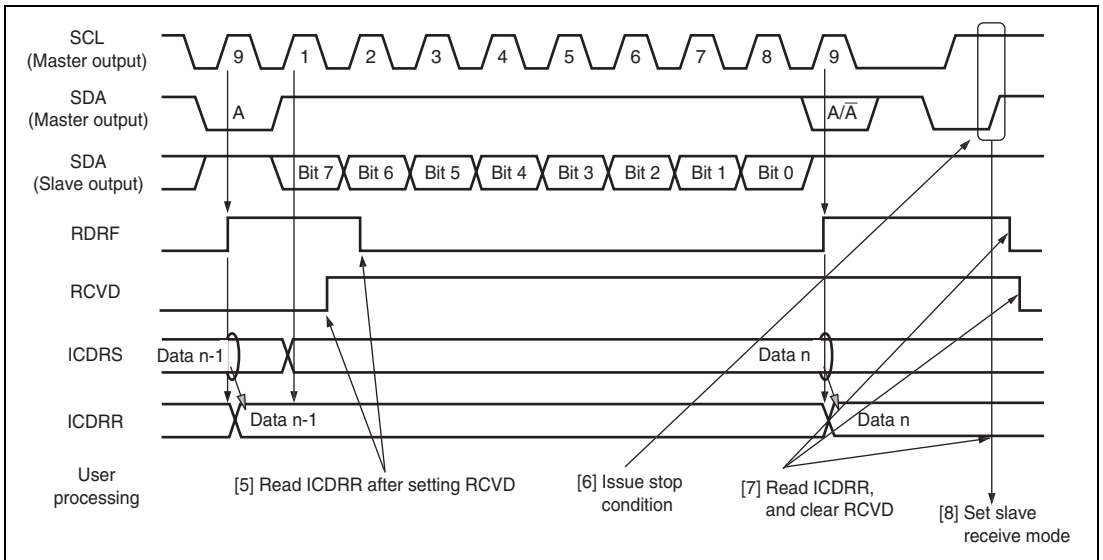 SCL
(Master output)
9 1 2 3 4 5 6 7 8 9
SDA
(Master output)
A A/A̅
SDA
(Slave output)
Bit 7 Bit 6 Bit 5 Bit 4 Bit 3 Bit 2 Bit 1 Bit 0
RDRF
RCVD
ICDRS
Data n-1 Data n
ICDRR
Data n-1 Data n
User
processing
[5] Read ICDRR after setting RCVD
[6] Issue stop
condition
[7] Read ICDRR,
and clear RCVD
[8] Set slave
receive mode